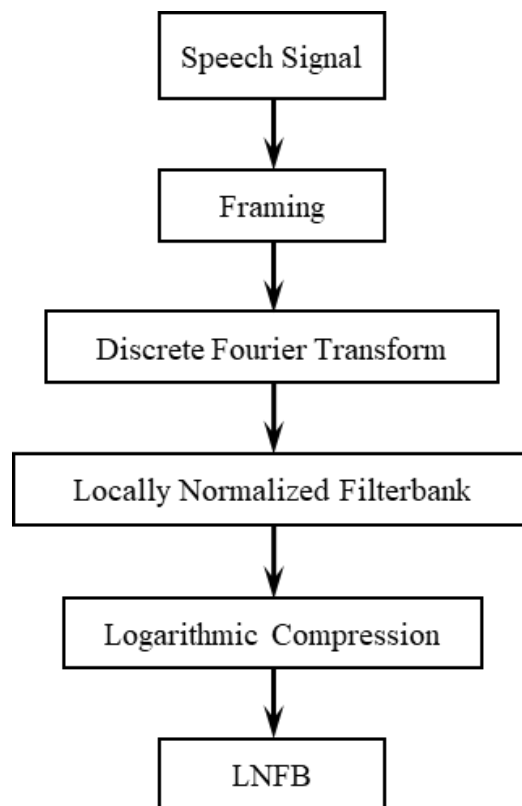 Speech Signal
Framing
Discrete Fourier Transform
Locally Normalized Filterbank
Logarithmic Compression
LNFB